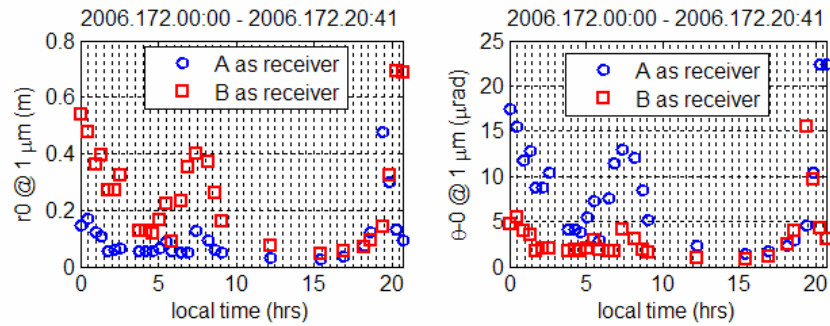 2006.172.00:00 - 2006.172.20:41
r0 @ 1 μm (m)
0.8
0.6
0.4
0.2
0
A as receiver
B as receiver
0 5 10 15 20
local time (hrs)
2006.172.00:00 - 2006.172.20:41
θ-0 @ 1 μm (μrad)
25
20
15
10
5
0
A as receiver
B as receiver
0 5 10 15 20
local time (hrs)